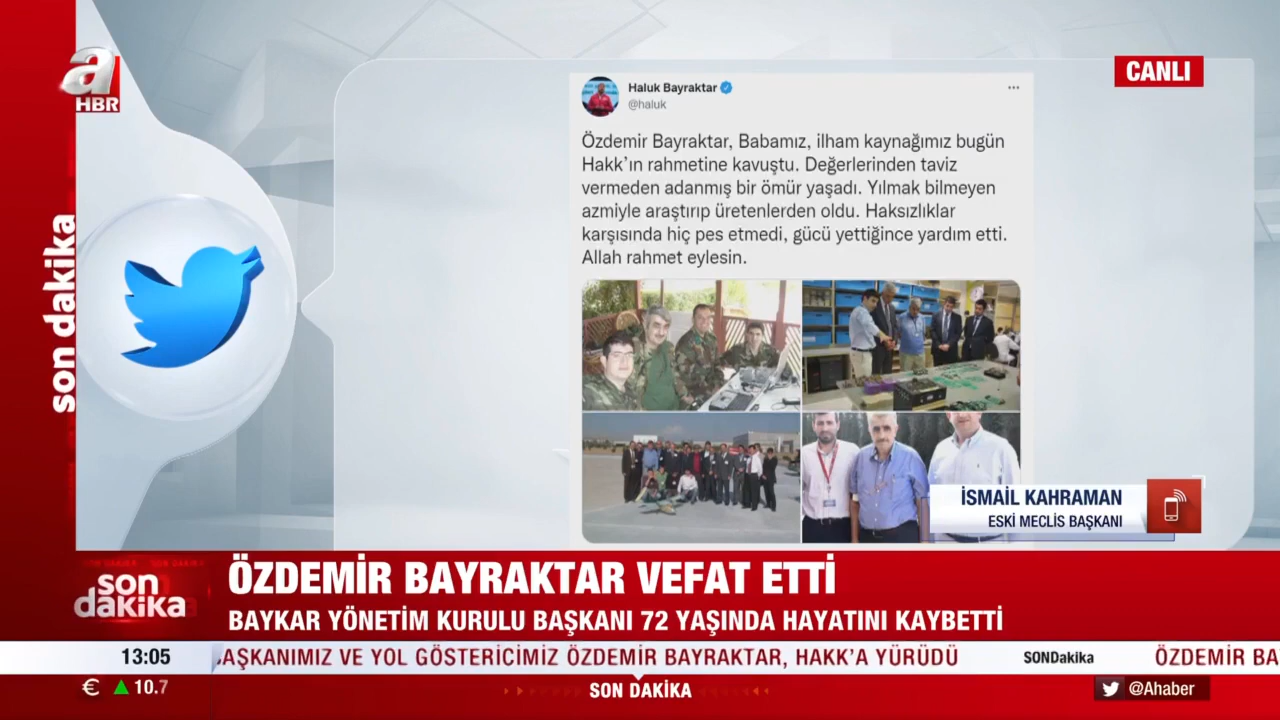 a
HBR
CANLI
son dakika
Haluk Bayraktar
@haluk
Özdemir Bayraktar, Babamız, ilham kaynağımız bugün
Hakk'ın rahmetine kavuştu. Değerlerinden taviz
vermeden adanmış bir ömür yaşadı. Yılmak bilmeyen
azmiyle araştırıp üretenlerden oldu. Haksızlıklar
karşısında hiç pes etmedi, gücü yettiğince yardım etti.
Allah rahmet eylesin.
İSMAİL KAHRAMAN
ESKİ MECLİS BAŞKANI
son
dakika
ÖZDEMİR BAYRAKTAR VEFAT ETTİ
BAYKAR YÖNETİM KURULU BAŞKANI 72 YAŞINDA HAYATINI KAYBETTİ
13:05
BAŞKANIMIZ VE YOL GÖSTERİCİMİZ ÖZDEMİR BAYRAKTAR, HAKK'A YÜRÜDÜ
SONDakika
ÖZDEMİR BA
€ ▲ 10.7
SON DAKİKA
@Ahaber